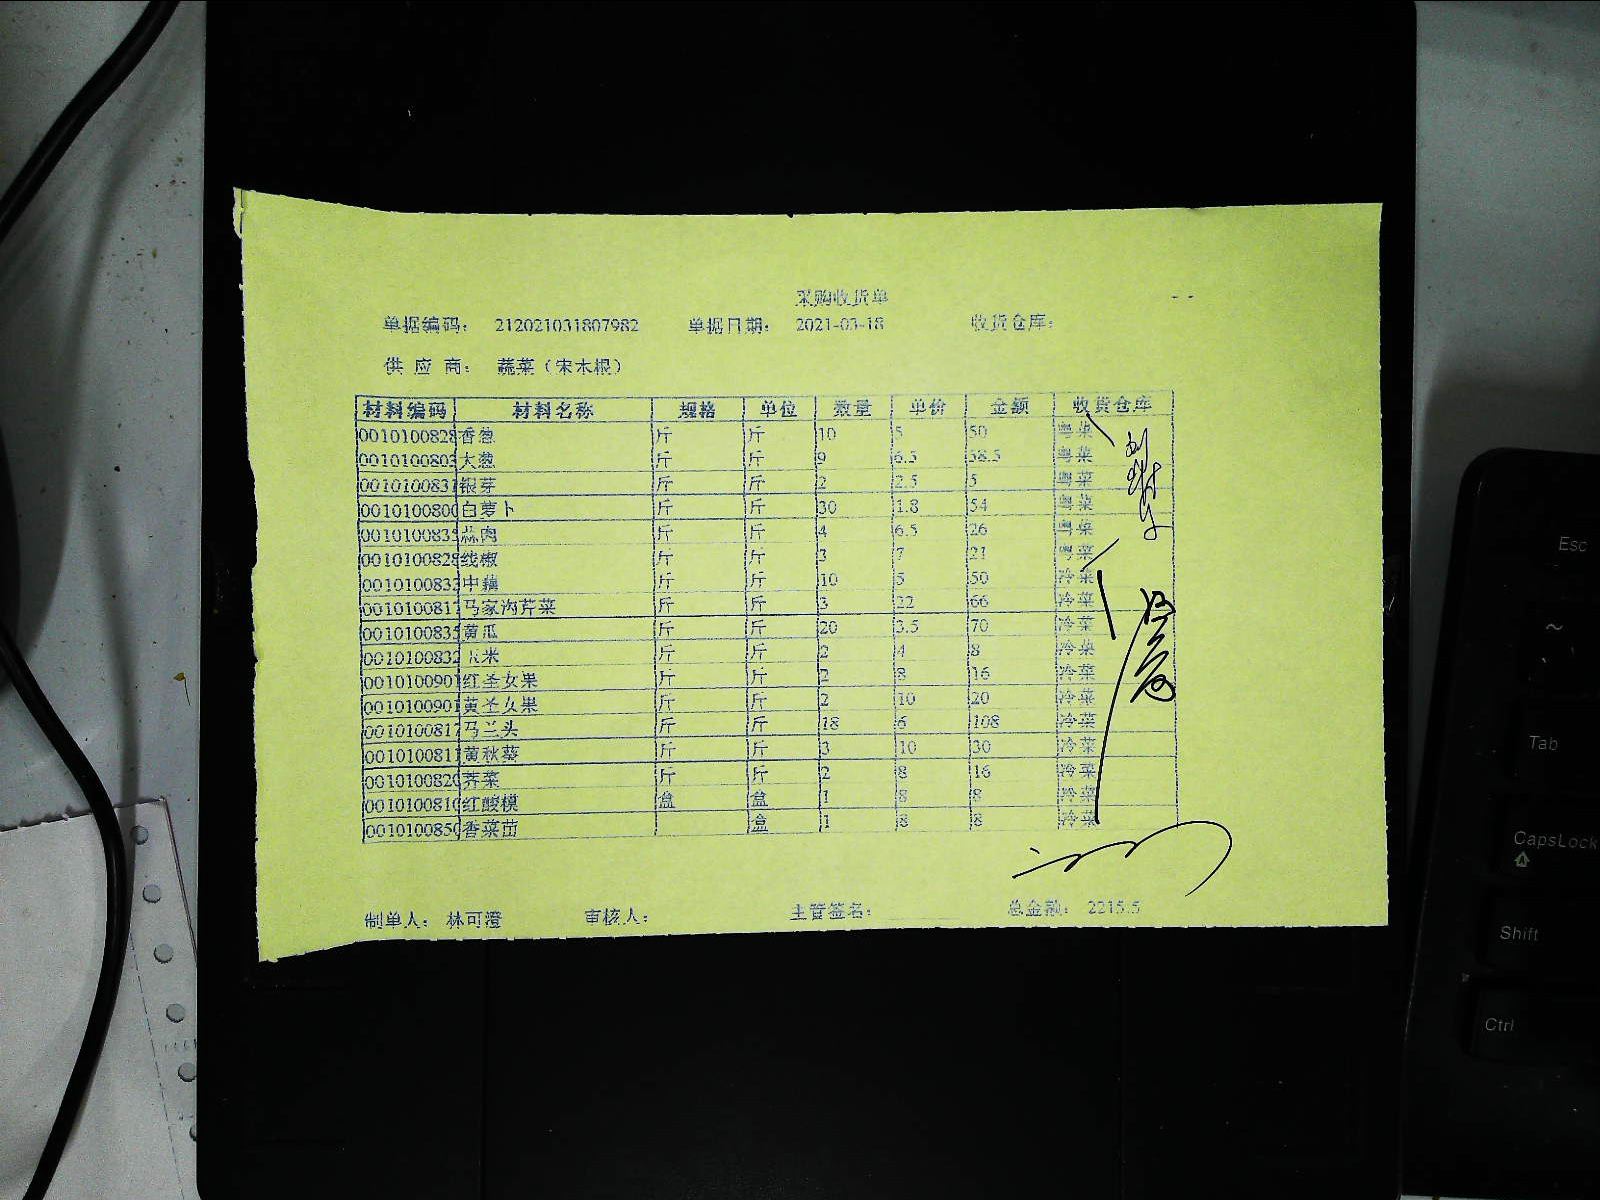 采购收货单
单据编码： 212021031807982 单据日期： 2021-03-18 收货仓库：
供 应 商： 蔬菜（宋木根）
材料编码 材料名称 规格 单位 数量 单价 金额 收货仓库
0010100828 香葱 斤 斤 10 5 50 粤菜
0010100803 大葱 斤 斤 9 6.5 58.5 粤菜
0010100831 银芽 斤 斤 2 2.5 5 粤菜
0010100800 白萝卜 斤 斤 30 1.8 54 粤菜
0010100835 蒜肉 斤 斤 4 6.5 26 粤菜
0010100828 线椒 斤 斤 3 7 21 粤菜
0010100833 中藕 斤 斤 10 5 50 冷菜
0010100817 马家沟芹菜 斤 斤 3 22 66 冷菜
0010100835 黄瓜 斤 斤 20 3.5 70 冷菜
0010100832 玉米 斤 斤 2 4 8 冷菜
0010100901 红圣女果 斤 斤 2 8 16 冷菜
0010100901 黄圣女果 斤 斤 2 10 20 冷菜
0010100817 马兰头 斤 斤 18 6 108 冷菜
0010100811 黄秋葵 斤 斤 3 10 30 冷菜
0010100820 荠菜 斤 斤 2 8 16 冷菜
0010100810 红酸模 盒 盒 1 8 8 冷菜
0010100850 香菜苗 盒 1 8 8 冷菜
制单人： 林可澄 审核人： 主管签名： 总金额： 2215.5
Esc
~
Tab
CapsLock
Shift
Ctrl